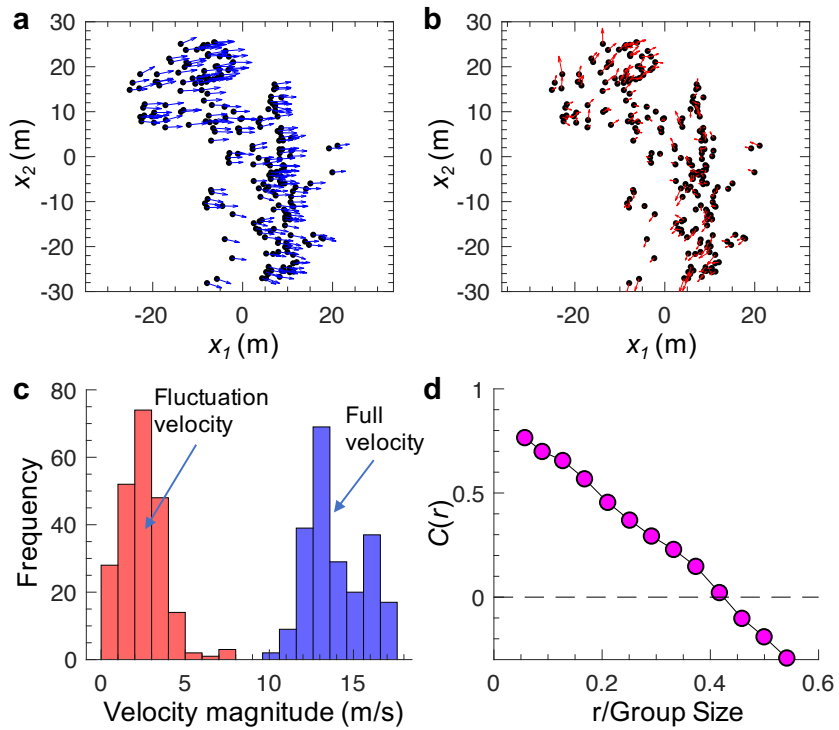 a
30
20
10
0
-10
-20
-30
x2 (m)
-20
0
20
x1 (m)
b
30
20
10
0
-10
-20
-30
x2 (m)
-20
0
20
x1 (m)
c
80
60
40
20
0
Frequency
Fluctuation
velocity
Full
velocity
0
5
10
15
Velocity magnitude (m/s)
d
1
0.5
0
C(r)
0
0.2
0.4
0.6
r/Group Size